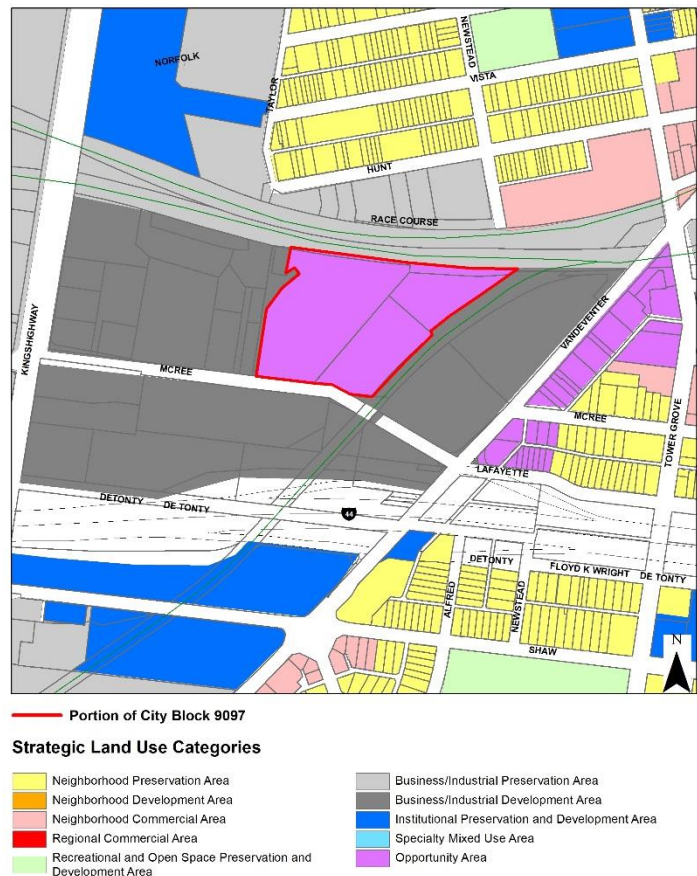 NORFOLK
NEWSTEAD
VISTA
TAYLOR
HUNT
RACE COURSE
KINGSHIGHWAY
VANDEVENTER
MCREE
MCREE
TOWER GROVE
LAFAYETTE
DETONTY
DE TONTY
44
DETONTY
FLOYD K WRIGHT
DE TONTY
ALFRED
NEWSTEAD
SHAW
N
Portion of City Block 9097
Strategic Land Use Categories
Neighborhood Preservation Area
Neighborhood Development Area
Neighborhood Commercial Area
Regional Commercial Area
Recreational and Open Space Preservation and
Development Area
Business/Industrial Preservation Area
Business/Industrial Development Area
Institutional Preservation and Development Area
Specialty Mixed Use Area
Opportunity Area